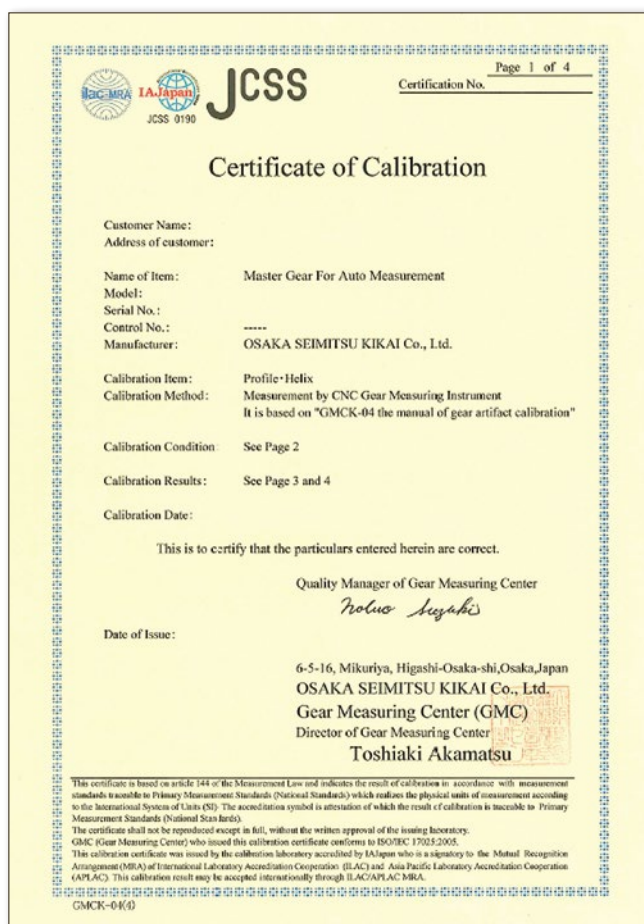 Page 1 of 4
Certification No.
ilac-MRA
IAJapan
JCSS
JCSS 0190
Certificate of Calibration
Customer Name:
Address of customer:
Name of Item: Master Gear For Auto Measurement
Model:
Serial No.:
Control No.: -----
Manufacturer: OSAKA SEIMITSU KIKAI Co., Ltd.
Calibration Item: Profile・Helix
Calibration Method: Measurement by CNC Gear Measuring Instrument
It is based on "GMCK-04 the manual of gear artifact calibration"
Calibration Condition: See Page 2
Calibration Results: See Page 3 and 4
Calibration Date:
This is to certify that the particulars entered herein are correct.
Quality Manager of Gear Measuring Center
Nobuo Suzuki
Date of Issue:
6-5-16, Mikuriya, Higashi-Osaka-shi,Osaka,Japan
OSAKA SEIMITSU KIKAI Co., Ltd.
Gear Measuring Center (GMC)
Director of Gear Measuring Center
Toshiaki Akamatsu
This certificate is based on article 144 of the Measurement Law and indicates the result of calibration in accordance with measurement
standards traceable to Primary Measurement Standards (National Standards) which realizes the physical units of measurement according
to the International System of Units (SI). The accreditation symbol is attestation of which the result of calibration is traceable to Primary
Measurement Standards (National Standards).
The certificate shall not be reproduced except in full, without the written approval of the issuing laboratory.
GMC (Gear Measuring Center) who issued this calibration certificate conforms to ISO/IEC 17025:2005.
This calibration certificate was issued by the calibration laboratory accredited by IAJapan who is a signatory to the Mutual Recognition
Arrangement (MRA) of International Laboratory Accreditation Cooperation (ILAC) and Asia Pacific Laboratory Accreditation Cooperation
(APLAC). This calibration result may be accepted internationally through ILAC/APLAC MRA.
GMCK-04(4)